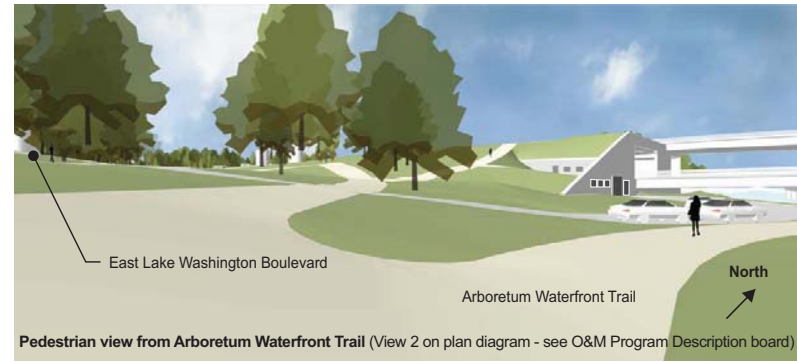 East Lake Washington Boulevard
North
Arboretum Waterfront Trail
Pedestrian view from Arboretum Waterfront Trail (View 2 on plan diagram - see O&M Program Description board)